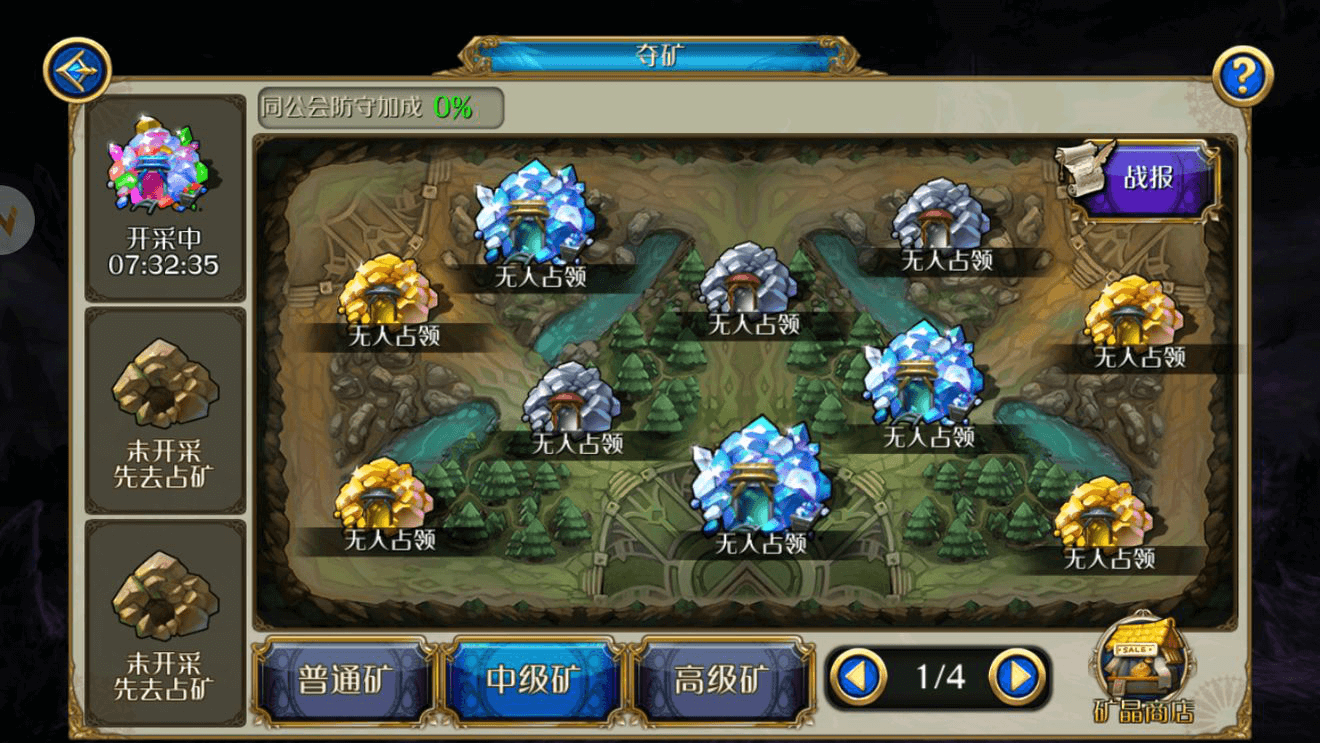 夺矿
?
同公会防守加成 0%
战报
开采中
07:32:35
无人占领
无人占领
无人占领
无人占领
无人占领
无人占领
无人占领
无人占领
无人占领
无人占领
无人占领
未开采
先去占矿
未开采
先去占矿
普通矿
中级矿
高级矿
1/4
SALE
矿晶商店